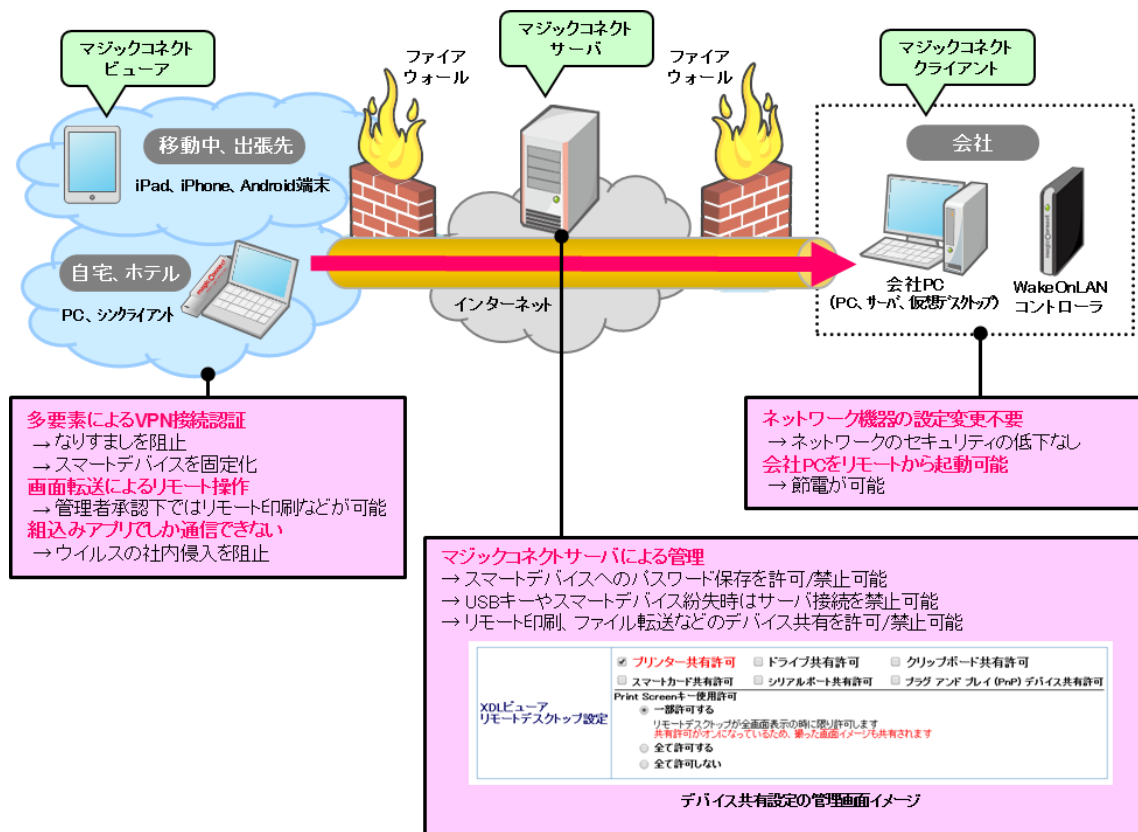 マジックコネクト
ビューア
ファイア
ウォール
マジックコネクト
サーバ
ファイア
ウォール
マジックコネクト
クライアント
移動中、出張先
iPad、iPhone、Android端末
会社
自宅、ホテル
PC、シンクライアント
magicConnect
インターネット
会社PC
(PC、サーバ、仮想デスクトップ)
WakeOnLAN
コントローラ
magicConnect
多要素によるVPN接続認証
→ なりすましを阻止
→ スマートデバイスを固定化
画面転送によるリモート操作
→ 管理者承認下ではリモート印刷などが可能
組込みアプリでしか通信できない
→ ウイルスの社内侵入を阻止
ネットワーク機器の設定変更不要
→ ネットワークのセキュリティの低下なし
会社PCをリモートから起動可能
→ 節電が可能
マジックコネクトサーバによる管理
→ スマートデバイスへのパスワード保存を許可/禁止可能
→ USBキーやスマートデバイス紛失時はサーバ接続を禁止可能
→ リモート印刷、ファイル転送などのデバイス共有を許可/禁止可能
XDLビューア
リモートデスクトップ設定
プリンター共有許可 ドライブ共有許可 クリップボード共有許可
スマートカード共有許可 シリアルポート共有許可 プラグ アンド プレイ (PnP) デバイス共有許可
Print Screenキー使用許可
一部許可する
リモートデスクトップが全画面表示の時に限り許可します
共有許可がオンになっているため、撮った画面イメージも共有されます
全て許可する
全て許可しない
デバイス共有設定の管理画面イメージ